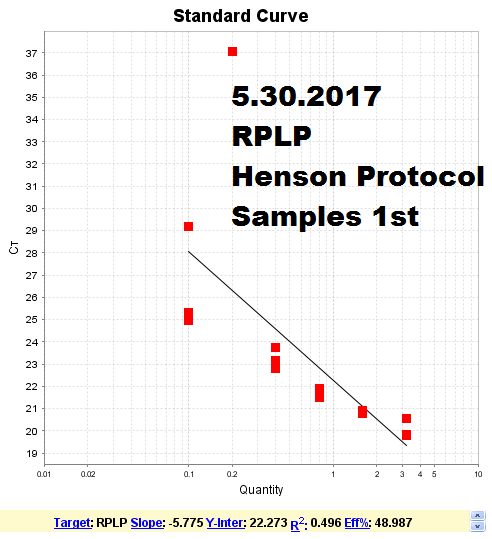 Standard Curve
37
36
35
34
33
32
31
30
29
28
27
26
25
24
23
22
21
20
19
Cт
5.30.2017
RPLP
Henson Protocol
Samples 1st
0.01 0.02 0.1 0.2 1 2 3 4 5 10
Quantity
Target: RPLP Slope: -5.775 Y-Inter: 22.273 R²: 0.496 Eff%: 48.987